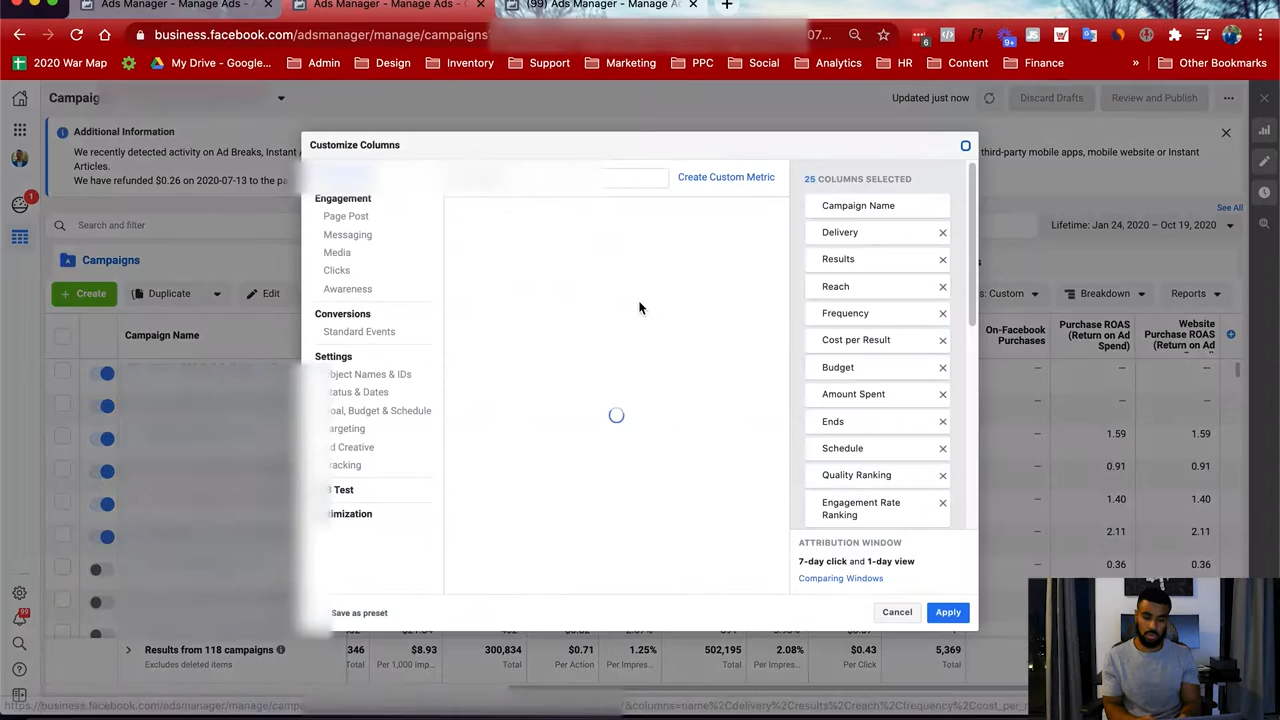 Ads Manager - Manage Ads -
Ads Manager - Manage Ads - C
(99) Ads Manager - Manage Ad
business.facebook.com/adsmanager/manage/campaigns
07...
6
9+
2020 War Map
My Drive - Google...
Admin
Design
Inventory
Support
Marketing
PPC
Social
Analytics
HR
Content
Finance
»
Other Bookmarks
Campaig
Updated just now
Discard Drafts
Review and Publish
Additional Information
We recently detected activity on Ad Breaks, Instant A
third-party mobile apps, mobile website or Instant
Articles.
We have refunded $0.26 on 2020-07-13 to the pa
1
See All
Search and filter
Lifetime: Jan 24, 2020 – Oct 19, 2020
Campaigns
Create
Duplicate
Edit
s: Custom
Breakdown
Reports
Campaign Name
On-Facebook
Purchases
Purchase ROAS
(Return on Ad
Spend)
Website
Purchase ROAS
(Return on Ad
—
—
—
—
—
—
—
1.59
1.59
—
0.91
0.91
—
1.40
1.40
—
2.11
2.11
—
0.36
0.36
Customize Columns
Create Custom Metric
Engagement
Page Post
Messaging
Media
Clicks
Awareness
Conversions
Standard Events
Settings
bject Names & IDs
tatus & Dates
oal, Budget & Schedule
argeting
d Creative
racking
Test
imization
25 COLUMNS SELECTED
Campaign Name
Delivery
Results
Reach
Frequency
Cost per Result
Budget
Amount Spent
Ends
Schedule
Quality Ranking
Engagement Rate
Ranking
ATTRIBUTION WINDOW
7-day click and 1-day view
Comparing Windows
Save as preset
Cancel
Apply
99
Results from 118 campaigns
Excludes deleted items
346
Total
$8.93
Per 1,000 Imp...
300,834
Total
$0.71
Per Action
1.25%
Per Impres...
502,195
Total
2.08%
Per Impres...
$0.43
Per Click
5,369
Total
https://business.facebook.com/adsmanager/manage/campa
&columns=name%2Cdelivery%2Cresults%2Creach%2Cfrequency%2Ccost_per_r